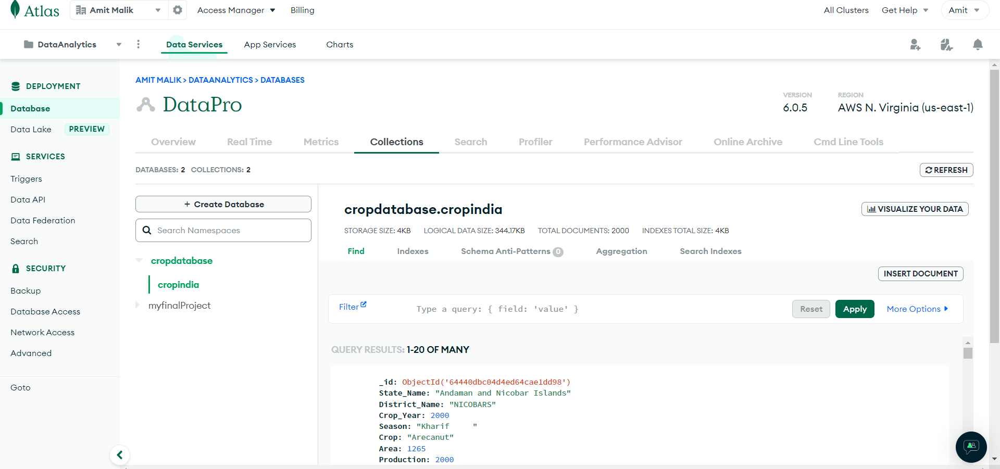 Atlas
Amit Malik
Access Manager
Billing
All Clusters
Get Help
Amit
DataAnalytics
Data Services
App Services
Charts
DEPLOYMENT
Database
Data Lake PREVIEW
SERVICES
Triggers
Data API
Data Federation
Search
SECURITY
Backup
Database Access
Network Access
Advanced
Goto
AMIT MALIK > DATAANALYTICS > DATABASES
DataPro
VERSION
6.0.5
REGION
AWS N. Virginia (us-east-1)
Overview
Real Time
Metrics
Collections
Search
Profiler
Performance Advisor
Online Archive
Cmd Line Tools
DATABASES: 2 COLLECTIONS: 2
REFRESH
+ Create Database
Search Namespaces
cropdatabase
cropindia
myfinalProject
cropdatabase.cropindia
VISUALIZE YOUR DATA
STORAGE SIZE: 4KB LOGICAL DATA SIZE: 344.17KB TOTAL DOCUMENTS: 2000 INDEXES TOTAL SIZE: 4KB
Find
Indexes
Schema Anti-Patterns 0
Aggregation
Search Indexes
INSERT DOCUMENT
Filter
Type a query: { field: 'value' }
Reset
Apply
More Options
QUERY RESULTS: 1-20 OF MANY
_id: ObjectId('64440dbc04d4ed64cae1dd98')
State_Name: "Andaman and Nicobar Islands"
District_Name: "NICOBARS"
Crop_Year: 2000
Season: "Kharif     "
Crop: "Arecanut"
Area: 1265
Production: 2000